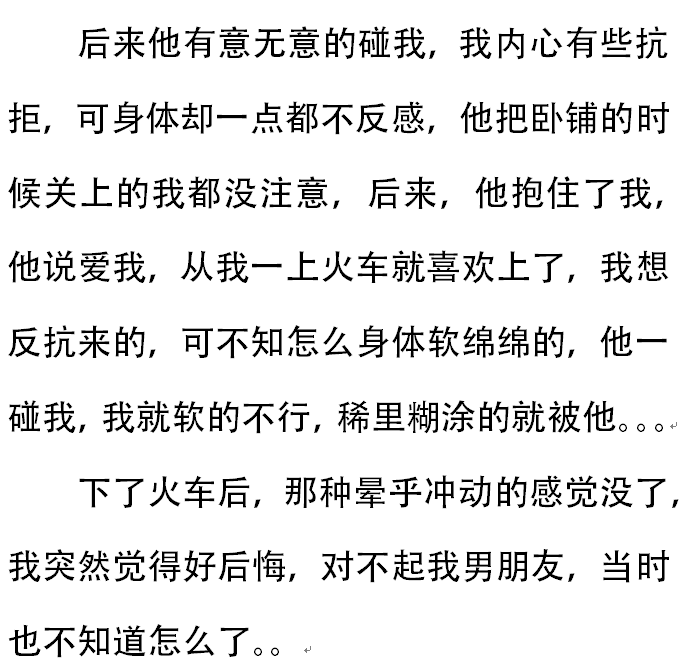 后来他有意无意的碰我，我内心有些抗
拒，可身体却一点都不反感，他把卧铺的时
候关上的我都没注意，后来，他抱住了我，
他说爱我，从我一上火车就喜欢上了，我想
反抗来的，可不知怎么身体软绵绵的，他一
碰我，我就软的不行，稀里糊涂的就被他。。。
下了火车后，那种晕乎冲动的感觉没了，
我突然觉得好后悔，对不起我男朋友，当时
也不知道怎么了。。